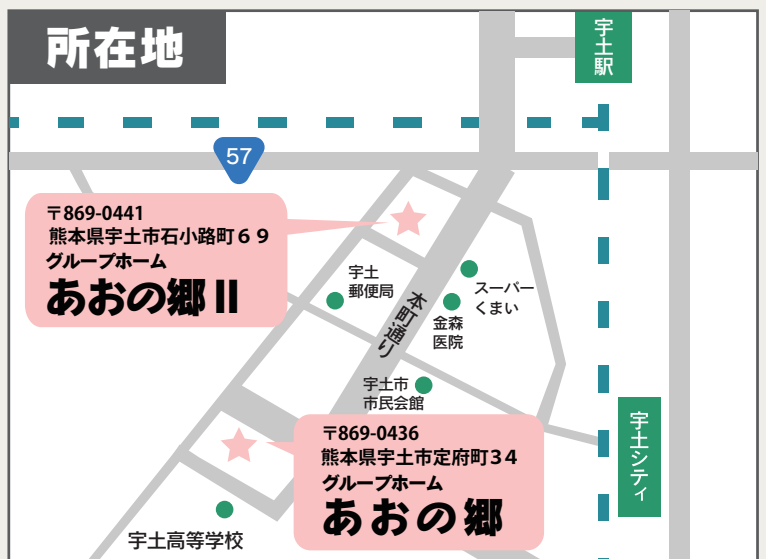 所在地
宇土駅
57
〒869-0441
熊本県宇土市石小路町６９
グループホーム
あおの郷Ⅱ
宇土
郵便局
スーパー
くまい
本町通り
金森
医院
宇土市
市民会館
宇土シティ
〒869-0436
熊本県宇土市定府町３４
グループホーム
あおの郷
宇土高等学校